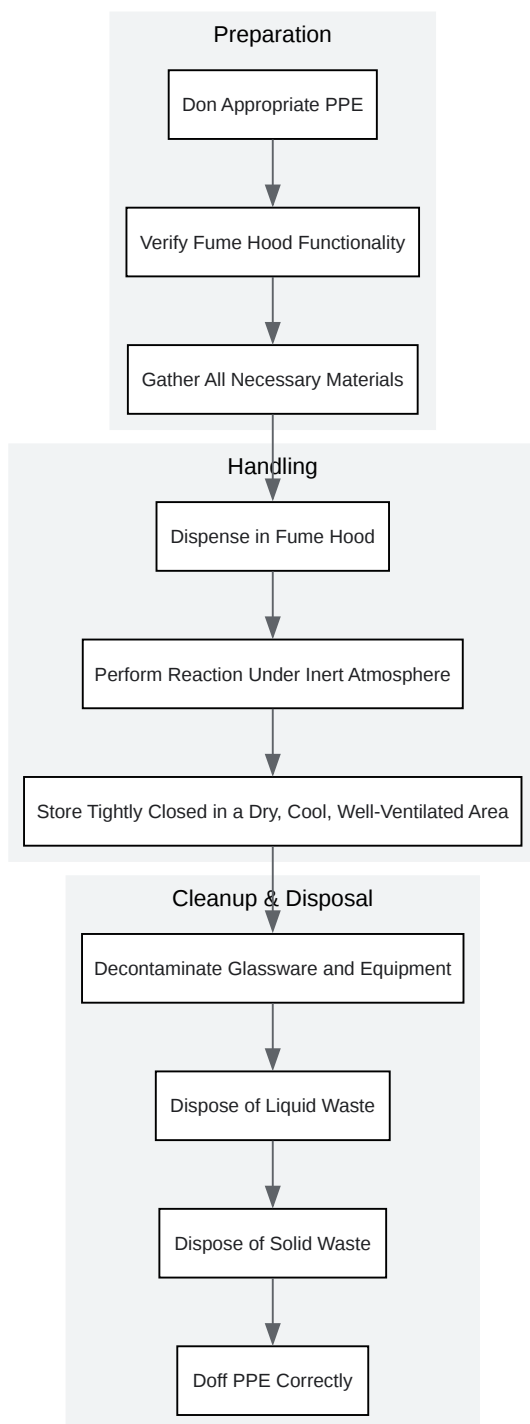 Preparation
Don Appropriate PPE
Verify Fume Hood Functionality
Gather All Necessary Materials
Handling
Dispense in Fume Hood
Perform Reaction Under Inert Atmosphere
Store Tightly Closed in a Dry, Cool, Well-Ventilated Area
Cleanup & Disposal
Decontaminate Glassware and Equipment
Dispose of Liquid Waste
Dispose of Solid Waste
Doff PPE Correctly